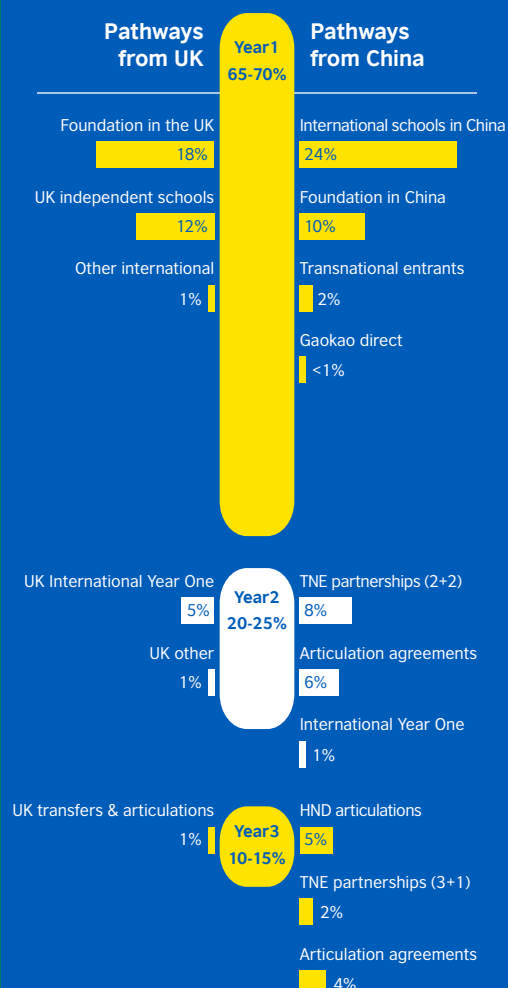 Pathways
from UK
Year1
65-70%
Pathways
from China
Foundation in the UK
18%
International schools in China
24%
UK independent schools
12%
Foundation in China
10%
Other international
1%
Transnational entrants
2%
Gaokao direct
<1%
UK International Year One
5%
Year2
20-25%
TNE partnerships (2+2)
8%
UK other
1%
Articulation agreements
6%
International Year One
1%
UK transfers & articulations
1%
Year3
10-15%
HND articulations
5%
TNE partnerships (3+1)
2%
Articulation agreements
4%